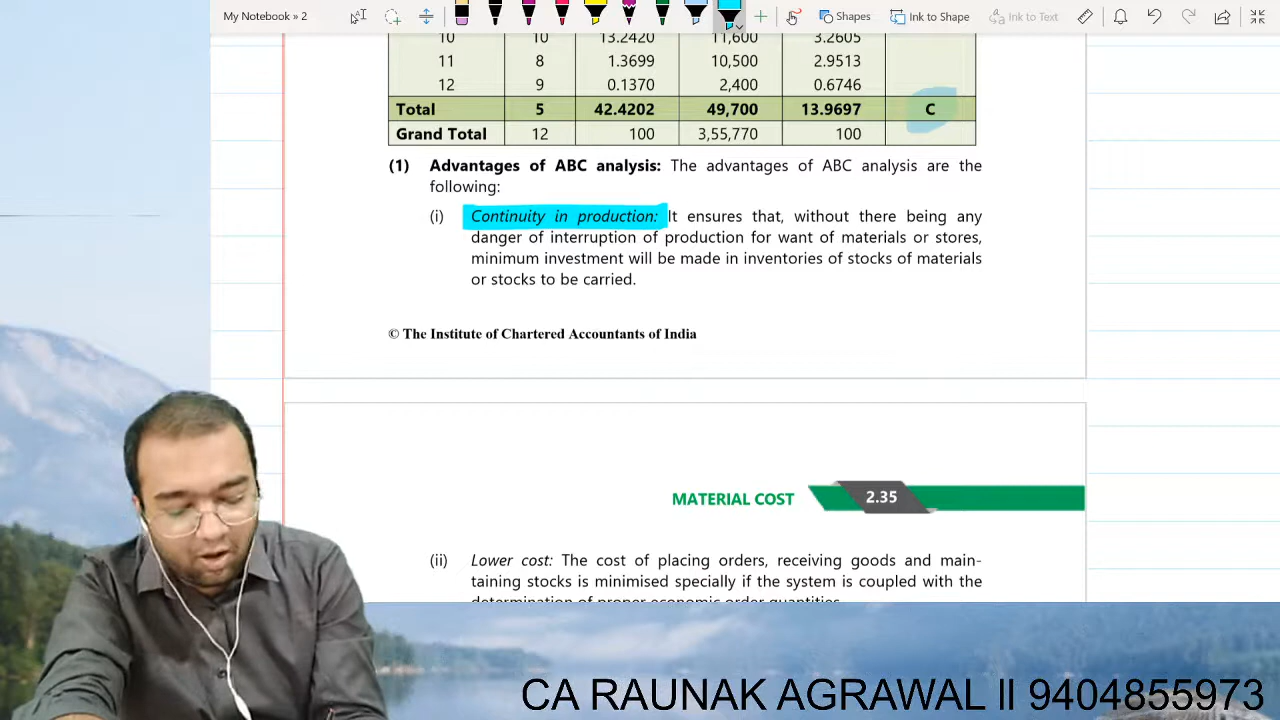 My Notebook » 2
Shapes
Ink to Shape
Ink to Text
10 10 13.2420 11,600 3.2605
11 8 1.3699 10,500 2.9513
12 9 0.1370 2,400 0.6746
Total 5 42.4202 49,700 13.9697 C
Grand Total 12 100 3,55,770 100
(1) Advantages of ABC analysis: The advantages of ABC analysis are the
following:
(i) Continuity in production: It ensures that, without there being any
danger of interruption of production for want of materials or stores,
minimum investment will be made in inventories of stocks of materials
or stocks to be carried.
© The Institute of Chartered Accountants of India
MATERIAL COST 2.35
(ii) Lower cost: The cost of placing orders, receiving goods and main-
taining stocks is minimised specially if the system is coupled with the
determination of proper economic order quantities.
CA RAUNAK AGRAWAL II 9404855973